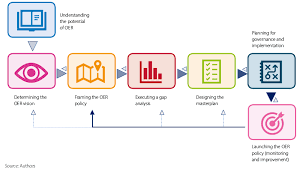 Understanding
the potential
of OER
Planning for
governance and
implementation
Determining the
OER vision
Framing the OER
policy
Executing a gap
analysis
Designing the
masterplan
Launching the OER
policy (monitoring
and improvement)
Source: Authors